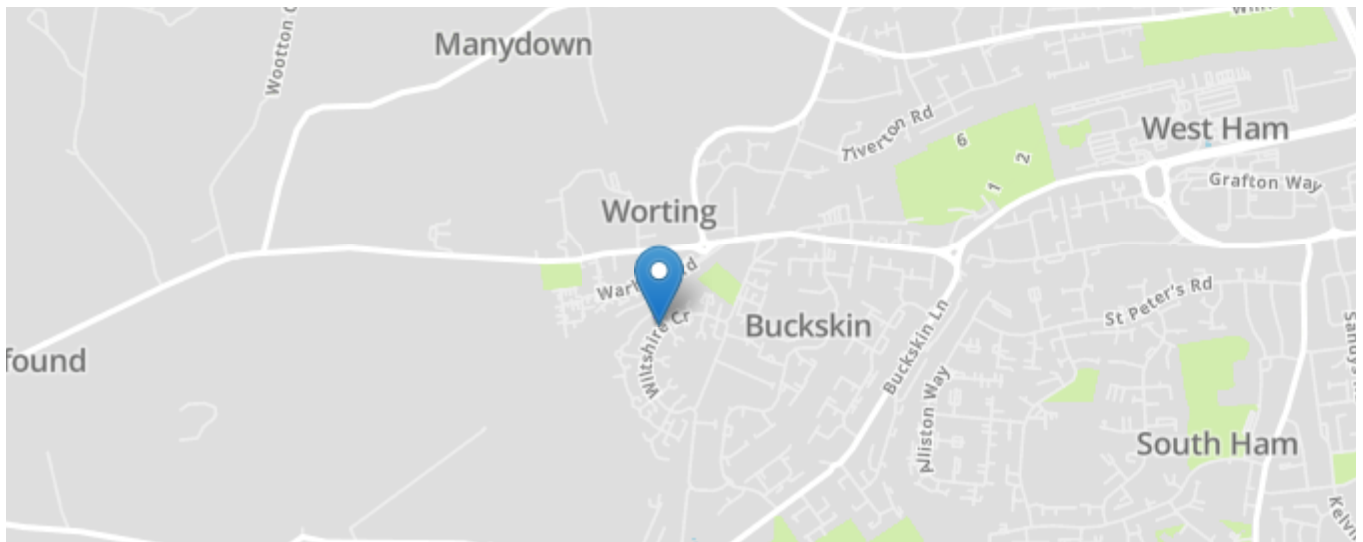 Manydown
Tiverton Rd
6
2
1
West Ham
Grafton Way
Worting
Wiltshire Cr
Buckskin
Buckskin Ln
St Peter's Rd
found
South Ham